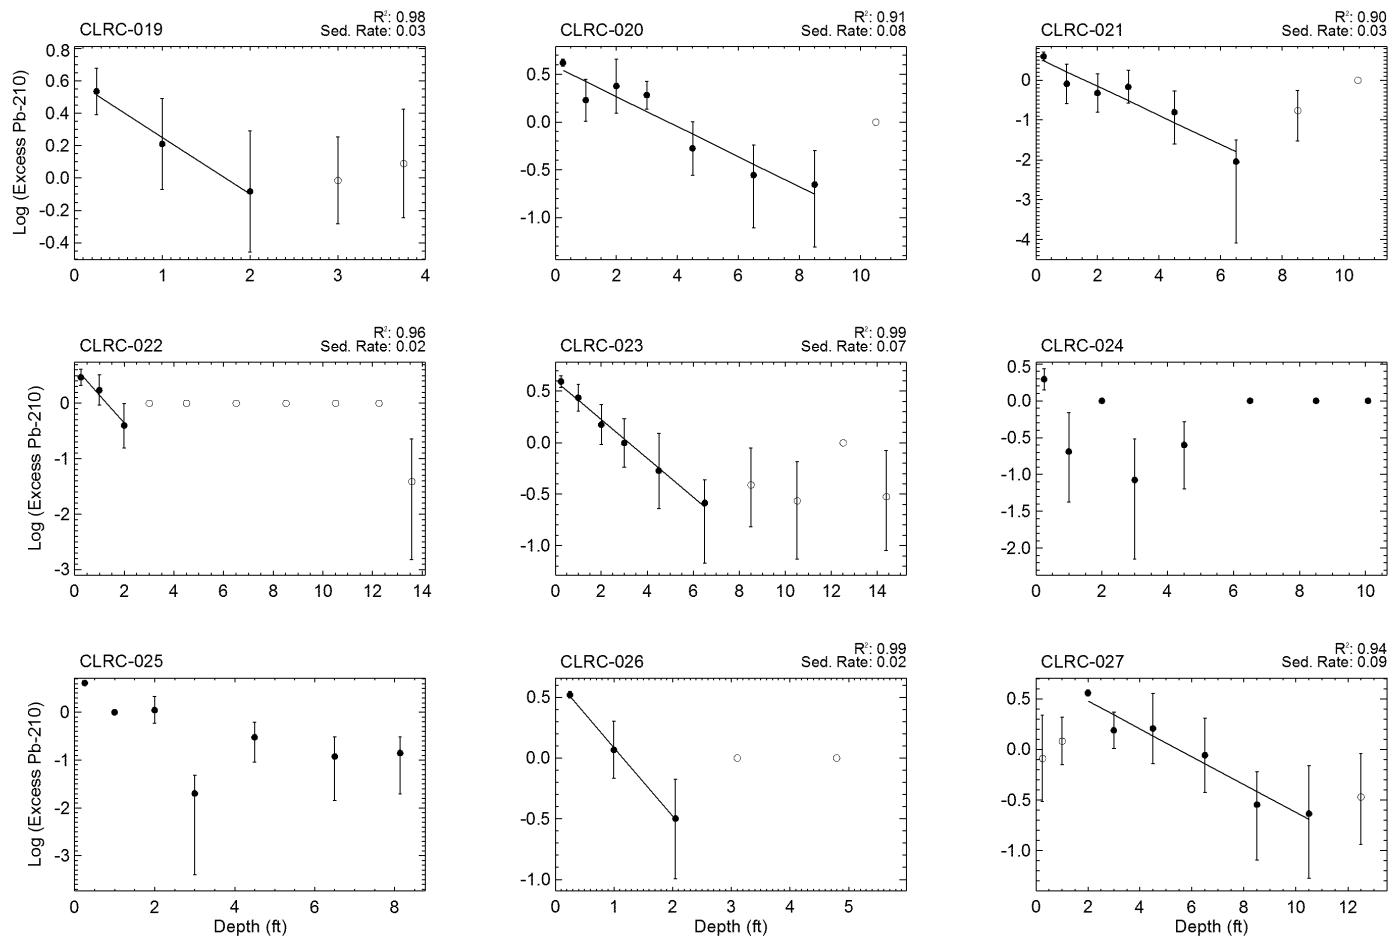 R²: 0.98
CLRC-019 Sed. Rate: 0.03
R²: 0.91
CLRC-020 Sed. Rate: 0.08
R²: 0.90
CLRC-021 Sed. Rate: 0.03
Log (Excess Pb-210)
0.8
0.6
0.4
0.2
0.0
-0.2
-0.4
0 1 2 3 4
0.5
0.0
-0.5
-1.0
0 2 4 6 8 10
0
-1
-2
-3
-4
0 2 4 6 8 10
R²: 0.96
CLRC-022 Sed. Rate: 0.02
R²: 0.99
CLRC-023 Sed. Rate: 0.07
CLRC-024
Log (Excess Pb-210)
0
-1
-2
-3
0 2 4 6 8 10 12 14
0.5
0.0
-0.5
-1.0
0 2 4 6 8 10 12 14
0.5
0.0
-0.5
-1.0
-1.5
-2.0
0 2 4 6 8 10
CLRC-025
R²: 0.99
CLRC-026 Sed. Rate: 0.02
R²: 0.94
CLRC-027 Sed. Rate: 0.09
Log (Excess Pb-210)
0
-1
-2
-3
0 2 4 6 8
Depth (ft)
0.5
0.0
-0.5
-1.0
0 1 2 3 4 5
Depth (ft)
0.5
0.0
-0.5
-1.0
0 2 4 6 8 10 12
Depth (ft)